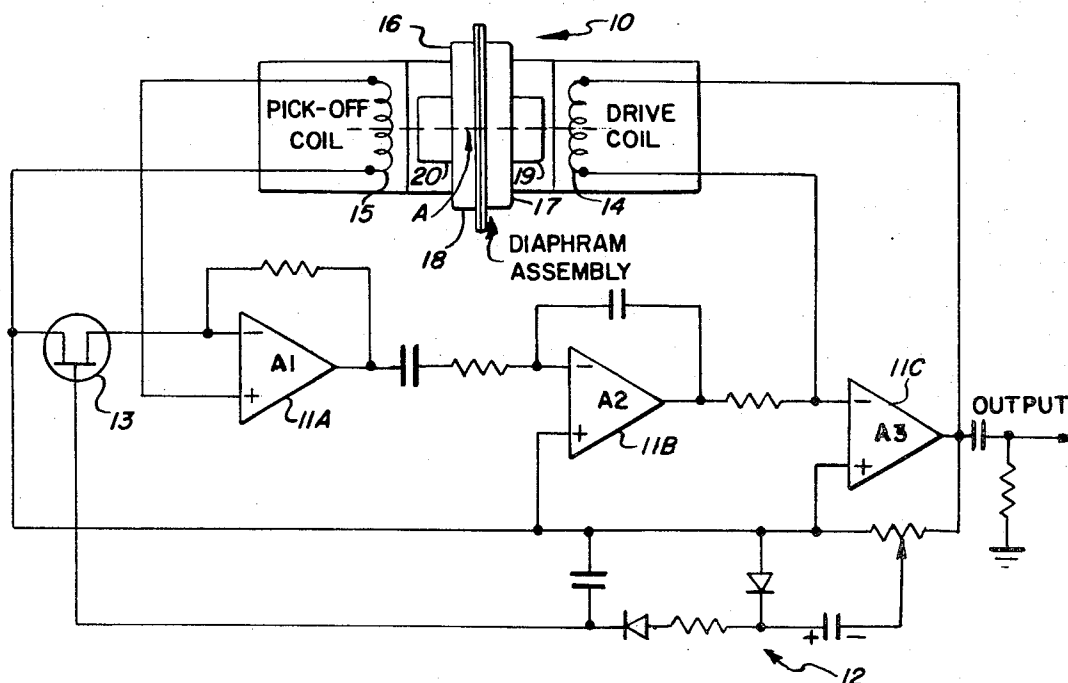 16
10
PICK-OFF
COIL
DRIVE
COIL
20
19
15
A
14
17
18
DIAPHRAM
ASSEMBLY
13
−
A1
+
11A
−
A2
+
11B
11C
−
A3
+
OUTPUT
+
−
12